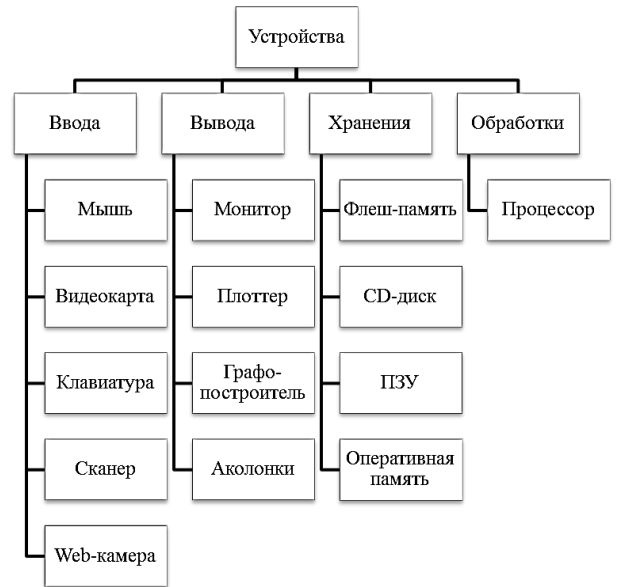 Устройства
Ввода
Вывода
Хранения
Обработки
Мышь
Монитор
Флеш-память
Процессор
Видеокарта
Плоттер
CD-диск
Клавиатура
Графо-
построитель
ПЗУ
Сканер
Аколонки
Оперативная
память
Web-камера